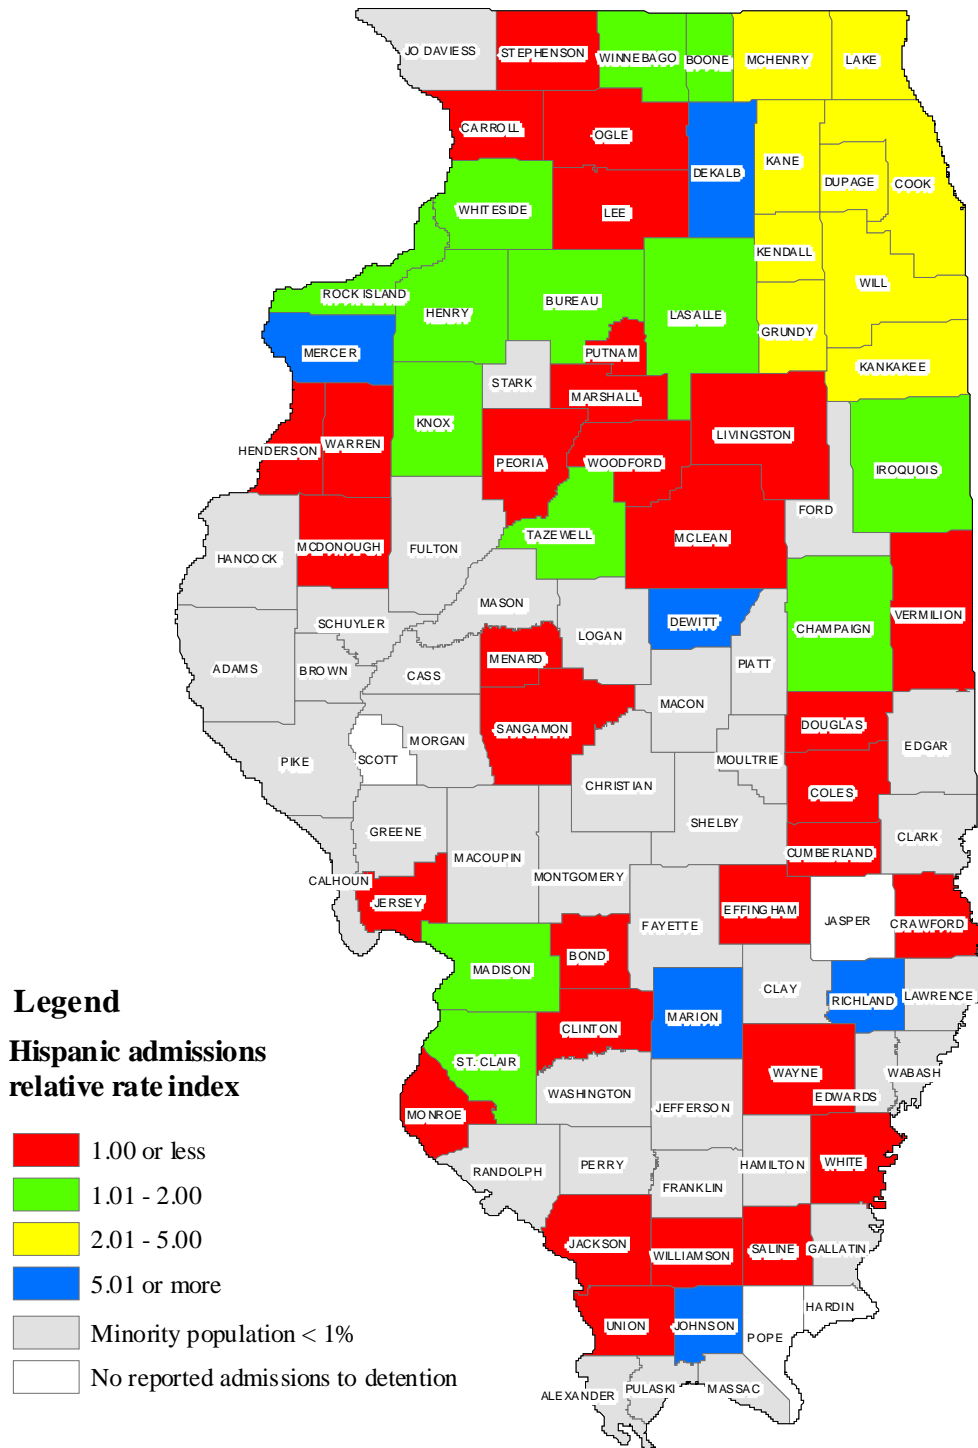 JO DAVIESS
STEPHENSON
WINNEBAGO
BOONE
MCHENRY
LAKE
CARROLL
OGLE
DEKALB
KANE
DUPAGE
COOK
WHITESIDE
LEE
KENDALL
WILL
ROCK ISLAND
HENRY
BUREAU
LASALLE
GRUNDY
MERCER
PUTNAM
KANKAKEE
STARK
MARSHALL
KNOX
LIVINGSTON
HENDERSON
WARREN
PEORIA
WOODFORD
IROQUOIS
FORD
TAZEWELL
MCLEAN
MCDONOUGH
FULTON
HANCOCK
MASON
DEWITT
VERMILION
SCHUYLER
LOGAN
CHAMPAIGN
ADAMS
BROWN
CASS
MENARD
PIATT
MACON
SANGAMON
DOUGLAS
MORGAN
EDGAR
SCOTT
PIKE
MOULTRIE
CHRISTIAN
COLES
SHELBY
GREENE
CLARK
MACOUPIN
CUMBERLAND
MONTGOMERY
CALHOUN
JERSEY
EFFINGHAM
JASPER
CRAWFORD
FAYETTE
BOND
MADISON
CLAY
RICHLAND
LAWRENCE
MARION
CLINTON
ST. CLAIR
WAYNE
WABASH
WASHINGTON
EDWARDS
JEFFERSON
MONROE
RANDOLPH
PERRY
HAMILTON
WHITE
FRANKLIN
JACKSON
WILLIAMSON
SALINE
GALLATIN
HARDIN
UNION
JOHNSON
POPE
ALEXANDER
PULASKI
MASSAC
Legend
Hispanic admissions
relative rate index
1.00 or less
1.01 - 2.00
2.01 - 5.00
5.01 or more
Minority population < 1%
No reported admissions to detention